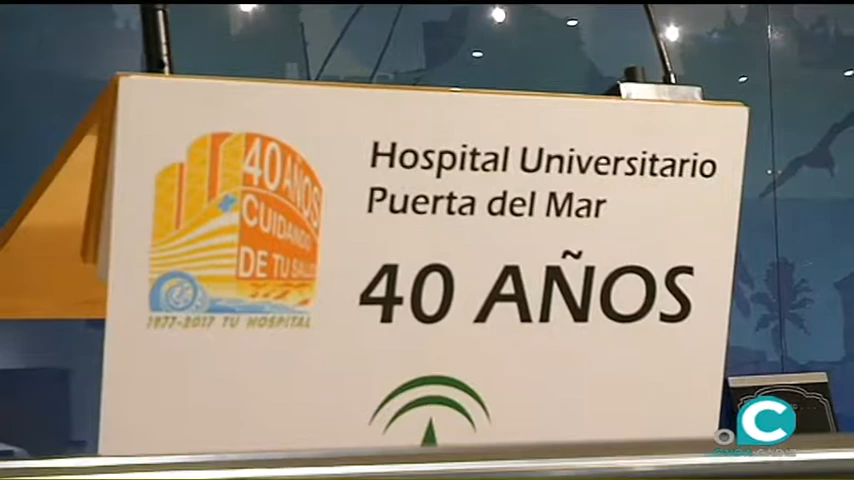 Hospital Universitario
Puerta del Mar
40 AÑOS
40 AÑOS
CUIDANDO
DE TU SALUD
1977-2017 TU HOSPITAL
C